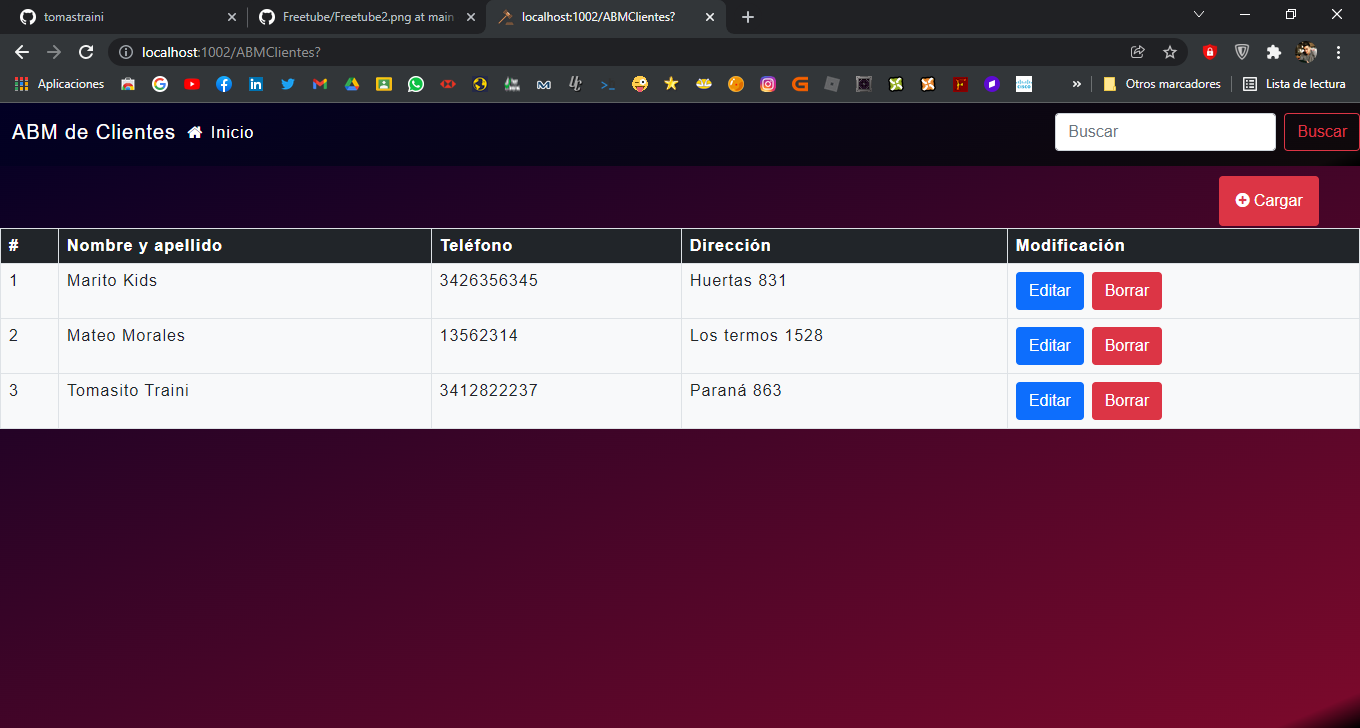 tomastraini
Freetube/Freetube2.png at main
localhost:1002/ABMClientes?
localhost:1002/ABMClientes?
Aplicaciones
Otros marcadores
Lista de lectura
ABM de Clientes Inicio
Buscar
Buscar
Cargar
# Nombre y apellido Teléfono Dirección Modificación
1 Marito Kids 3426356345 Huertas 831 Editar Borrar
2 Mateo Morales 13562314 Los termos 1528 Editar Borrar
3 Tomasito Traini 3412822237 Paraná 863 Editar Borrar